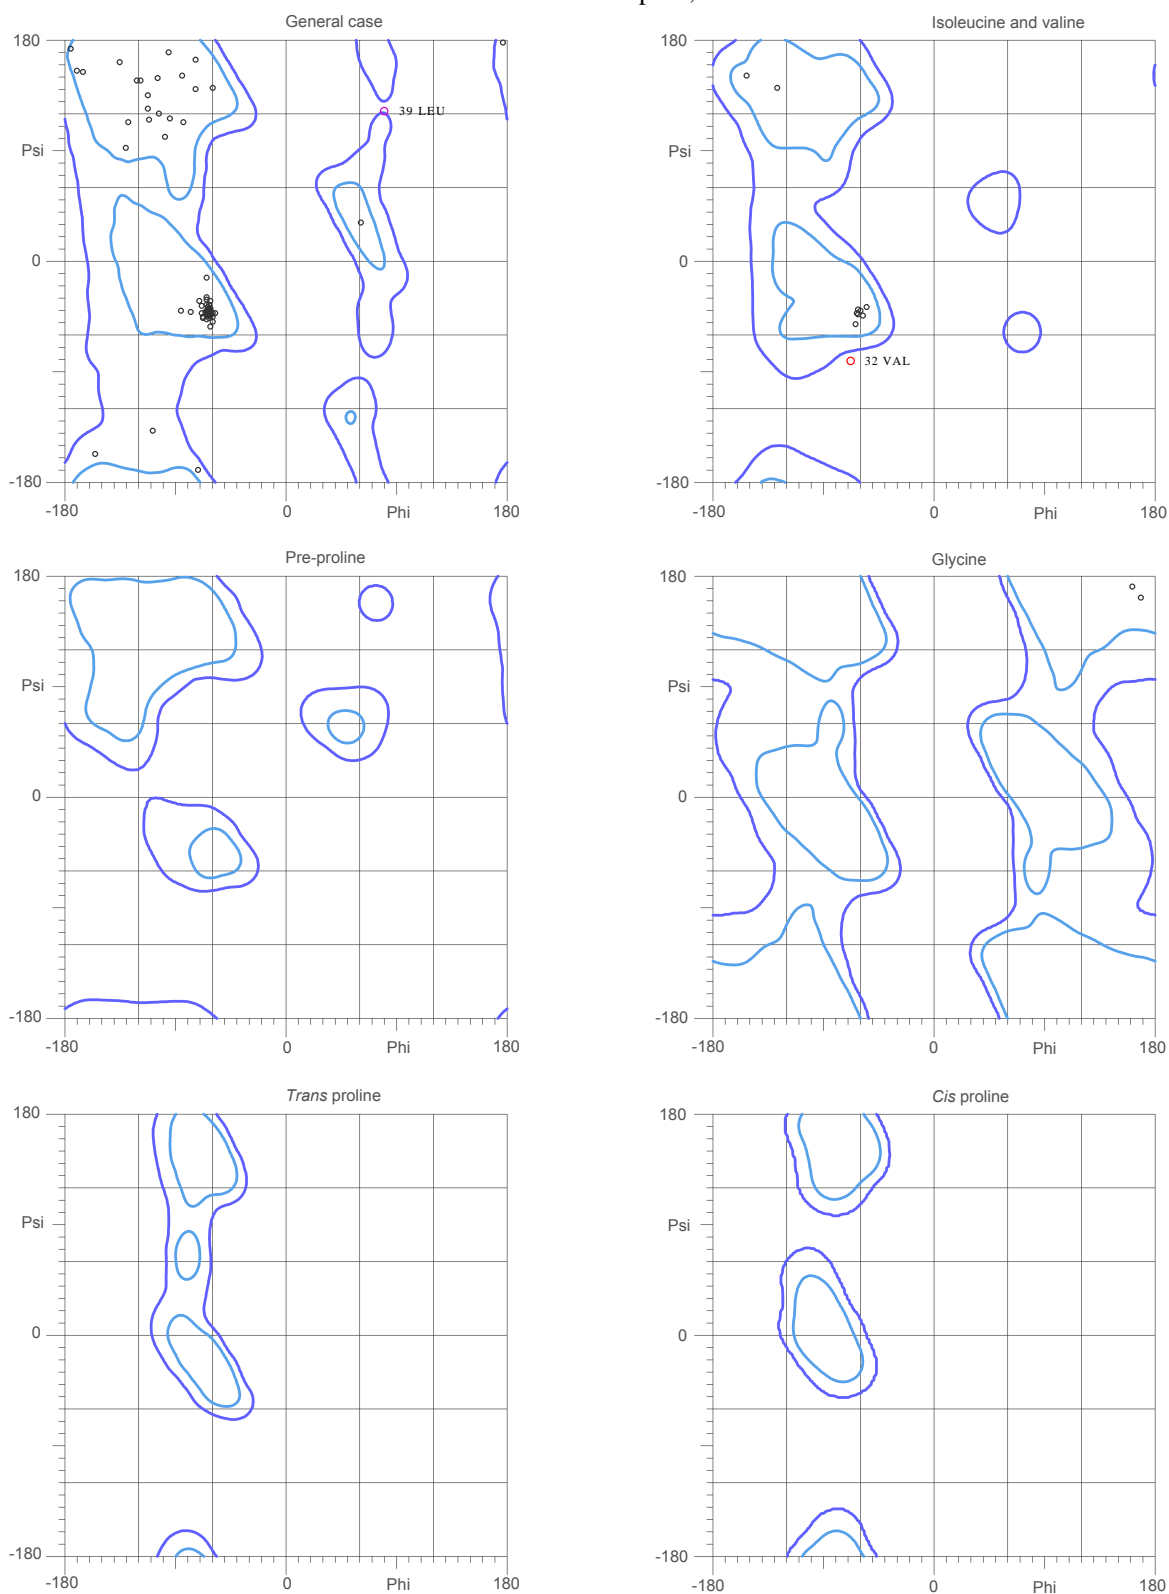 General case
Isoleucine and valine
180
180
39 LEU
Psi
Psi
0
0
32 VAL
-180
-180
-180
0
Phi
180
-180
0
Phi
180
Pre-proline
Glycine
180
180
Psi
Psi
0
0
-180
-180
-180
0
Phi
180
-180
0
Phi
180
Trans proline
Cis proline
180
180
Psi
Psi
0
0
-180
-180
-180
0
Phi
180
-180
0
Phi
180